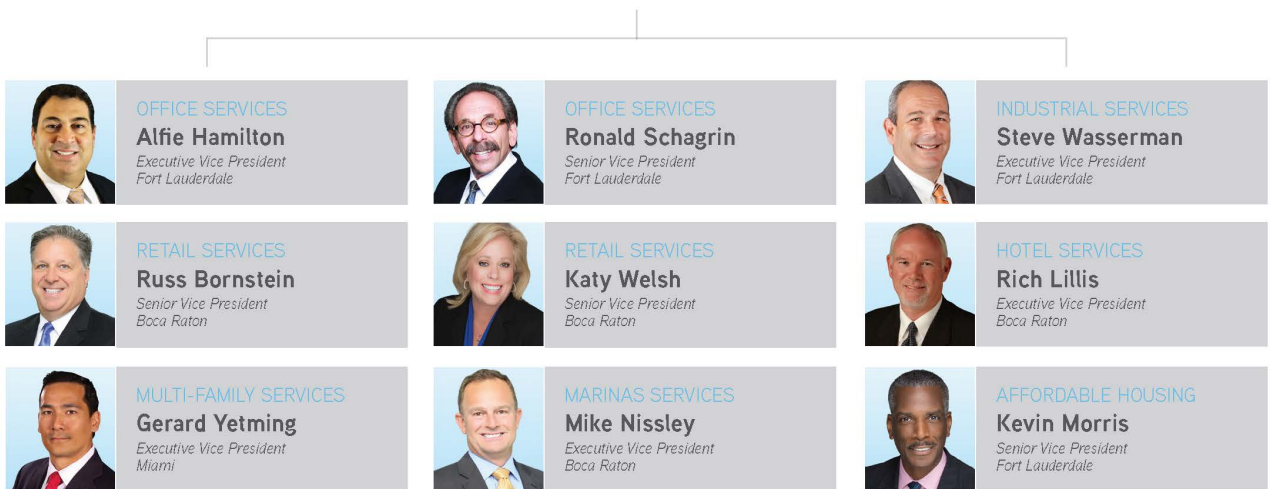 OFFICE SERVICES
Alfie Hamilton
Executive Vice President
Fort Lauderdale
OFFICE SERVICES
Ronald Schagrin
Senior Vice President
Fort Lauderdale
INDUSTRIAL SERVICES
Steve Wasserman
Executive Vice President
Fort Lauderdale
RETAIL SERVICES
Russ Bornstein
Senior Vice President
Boca Raton
RETAIL SERVICES
Katy Welsh
Senior Vice President
Boca Raton
HOTEL SERVICES
Rich Lillis
Executive Vice President
Boca Raton
MULTI-FAMILY SERVICES
Gerard Yetming
Executive Vice President
Miami
MARINAS SERVICES
Mike Nissley
Executive Vice President
Boca Raton
AFFORDABLE HOUSING
Kevin Morris
Senior Vice President
Fort Lauderdale